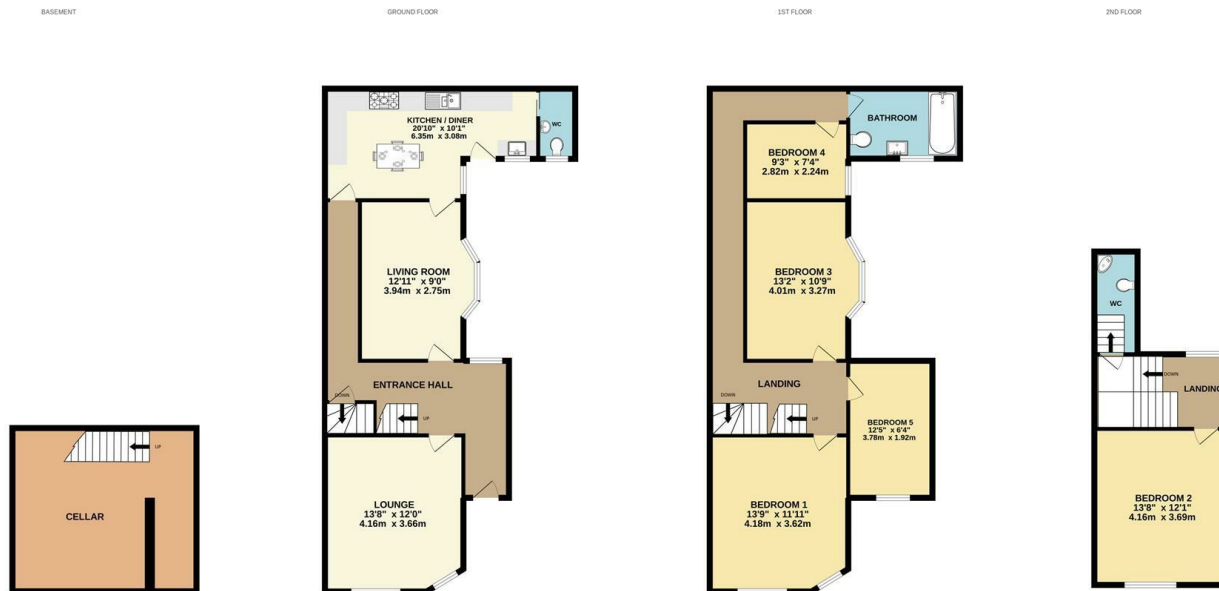 BASEMENT
GROUND FLOOR
1ST FLOOR
2ND FLOOR
UP
CELLAR
KITCHEN / DINER
20'10" x 10'1"
6.35m x 3.08m
WC
LIVING ROOM
12'11" x 9'0"
3.94m x 2.75m
ENTRANCE HALL
DOWN
UP
LOUNGE
13'8" x 12'0"
4.16m x 3.66m
BATHROOM
BEDROOM 4
9'3" x 7'4"
2.82m x 2.24m
BEDROOM 3
13'2" x 10'9"
4.01m x 3.27m
LANDING
DOWN
UP
BEDROOM 5
12'5" x 6'4"
3.78m x 1.92m
BEDROOM 1
13'9" x 11'11"
4.18m x 3.62m
WC
DOWN
LANDING
BEDROOM 2
13'8" x 12'1"
4.16m x 3.69m